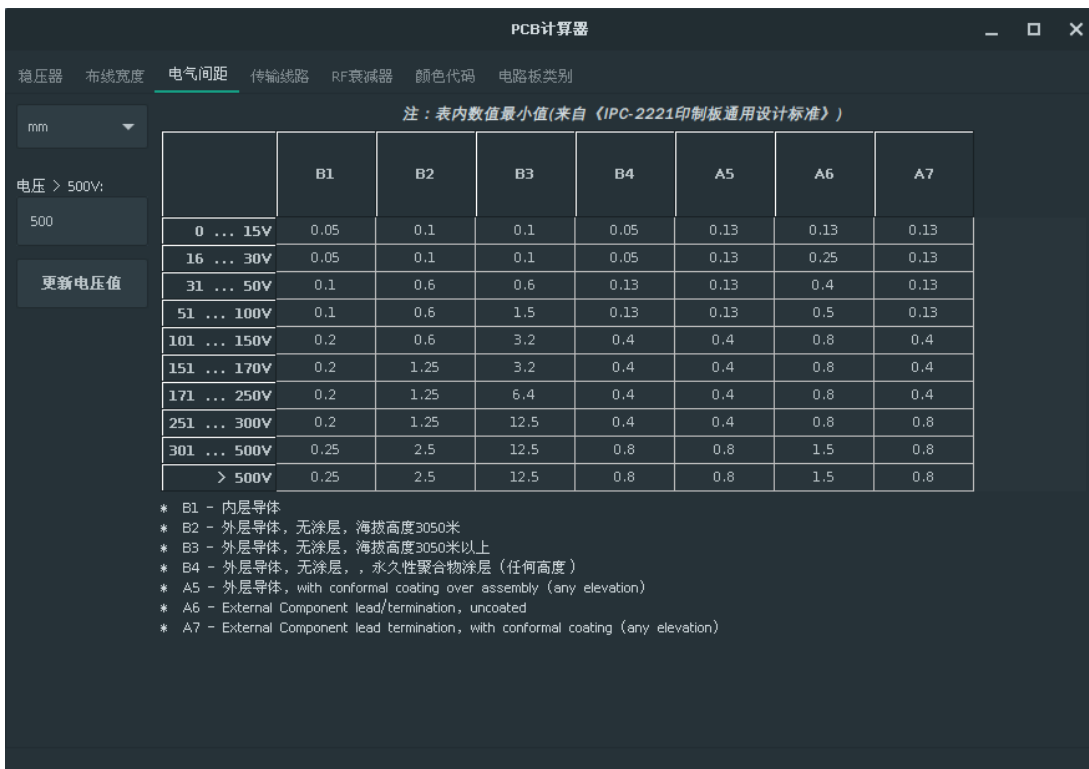 PCB计算器
稳压器 布线宽度 电气间距 传输线路 RF衰减器 颜色代码 电路板类别
mm
注：表内数值最小值(来自《IPC-2221印制板通用设计标准》)
电压 > 500V:
500
更新电压值
B1 B2 B3 B4 A5 A6 A7
0 ... 15V 0.05 0.1 0.1 0.05 0.13 0.13 0.13
16 ... 30V 0.05 0.1 0.1 0.05 0.13 0.25 0.13
31 ... 50V 0.1 0.6 0.6 0.13 0.13 0.4 0.13
51 ... 100V 0.1 0.6 1.5 0.13 0.13 0.5 0.13
101 ... 150V 0.2 0.6 3.2 0.4 0.4 0.8 0.4
151 ... 170V 0.2 1.25 3.2 0.4 0.4 0.8 0.4
171 ... 250V 0.2 1.25 6.4 0.4 0.4 0.8 0.4
251 ... 300V 0.2 1.25 12.5 0.4 0.4 0.8 0.8
301 ... 500V 0.25 2.5 12.5 0.8 0.8 1.5 0.8
> 500V 0.25 2.5 12.5 0.8 0.8 1.5 0.8
* B1 - 内层导体
* B2 - 外层导体，无涂层，海拔高度3050米
* B3 - 外层导体，无涂层，海拔高度3050米以上
* B4 - 外层导体，无涂层，，永久性聚合物涂层（任何高度）
* A5 - 外层导体，with conformal coating over assembly (any elevation)
* A6 - External Component lead/termination, uncoated
* A7 - External Component lead termination, with conformal coating (any elevation)